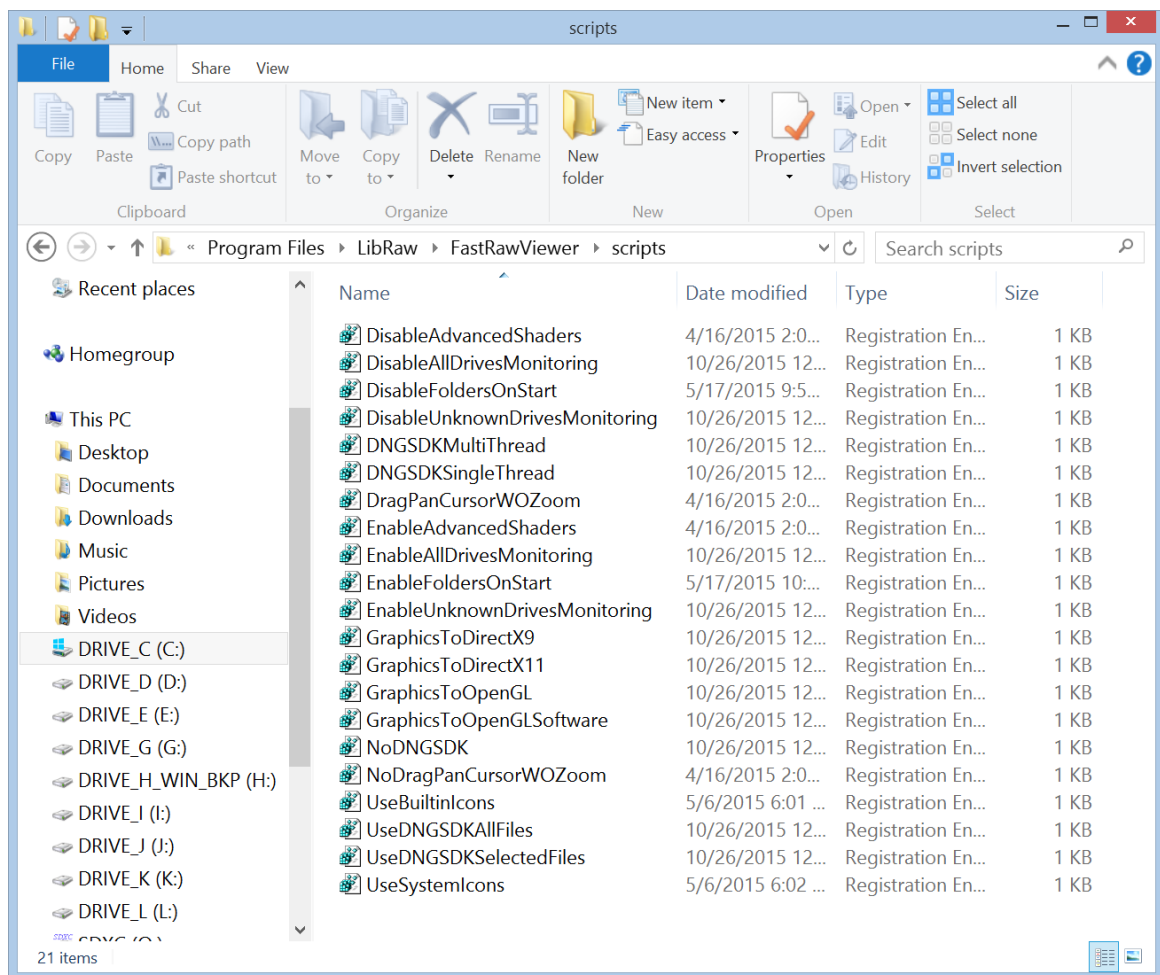 scripts
File Home Share View
Copy
Paste
Cut
Copy path
Paste shortcut
Clipboard
Move to
Copy to
Delete
Rename
Organize
New folder
New item
Easy access
New
Properties
Open
Edit
History
Open
Select all
Select none
Invert selection
Select
« Program Files LibRaw FastRawViewer scripts
Search scripts
Recent places
Homegroup
This PC
Desktop
Documents
Downloads
Music
Pictures
Videos
DRIVE_C (C:)
DRIVE_D (D:)
DRIVE_E (E:)
DRIVE_G (G:)
DRIVE_H_WIN_BKP (H:)
DRIVE_I (I:)
DRIVE_J (J:)
DRIVE_K (K:)
DRIVE_L (L:)
Name Date modified Type Size
DisableAdvancedShaders 4/16/2015 2:0... Registration En... 1 KB
DisableAllDrivesMonitoring 10/26/2015 12... Registration En... 1 KB
DisableFoldersOnStart 5/17/2015 9:5... Registration En... 1 KB
DisableUnknownDrivesMonitoring 10/26/2015 12... Registration En... 1 KB
DNGSDKMultiThread 10/26/2015 12... Registration En... 1 KB
DNGSDKSingleThread 10/26/2015 12... Registration En... 1 KB
DragPanCursorWOZoom 4/16/2015 2:0... Registration En... 1 KB
EnableAdvancedShaders 4/16/2015 2:0... Registration En... 1 KB
EnableAllDrivesMonitoring 10/26/2015 12... Registration En... 1 KB
EnableFoldersOnStart 5/17/2015 10:... Registration En... 1 KB
EnableUnknownDrivesMonitoring 10/26/2015 12... Registration En... 1 KB
GraphicsToDirectX9 10/26/2015 12... Registration En... 1 KB
GraphicsToDirectX11 10/26/2015 12... Registration En... 1 KB
GraphicsToOpenGL 10/26/2015 12... Registration En... 1 KB
GraphicsToOpenGLSoftware 10/26/2015 12... Registration En... 1 KB
NoDNGSDK 10/26/2015 12... Registration En... 1 KB
NoDragPanCursorWOZoom 4/16/2015 2:0... Registration En... 1 KB
UseBuiltinIcons 5/6/2015 6:01 ... Registration En... 1 KB
UseDNGSDKAllFiles 10/26/2015 12... Registration En... 1 KB
UseDNGSDKSelectedFiles 10/26/2015 12... Registration En... 1 KB
UseSystemIcons 5/6/2015 6:02 ... Registration En... 1 KB
21 items